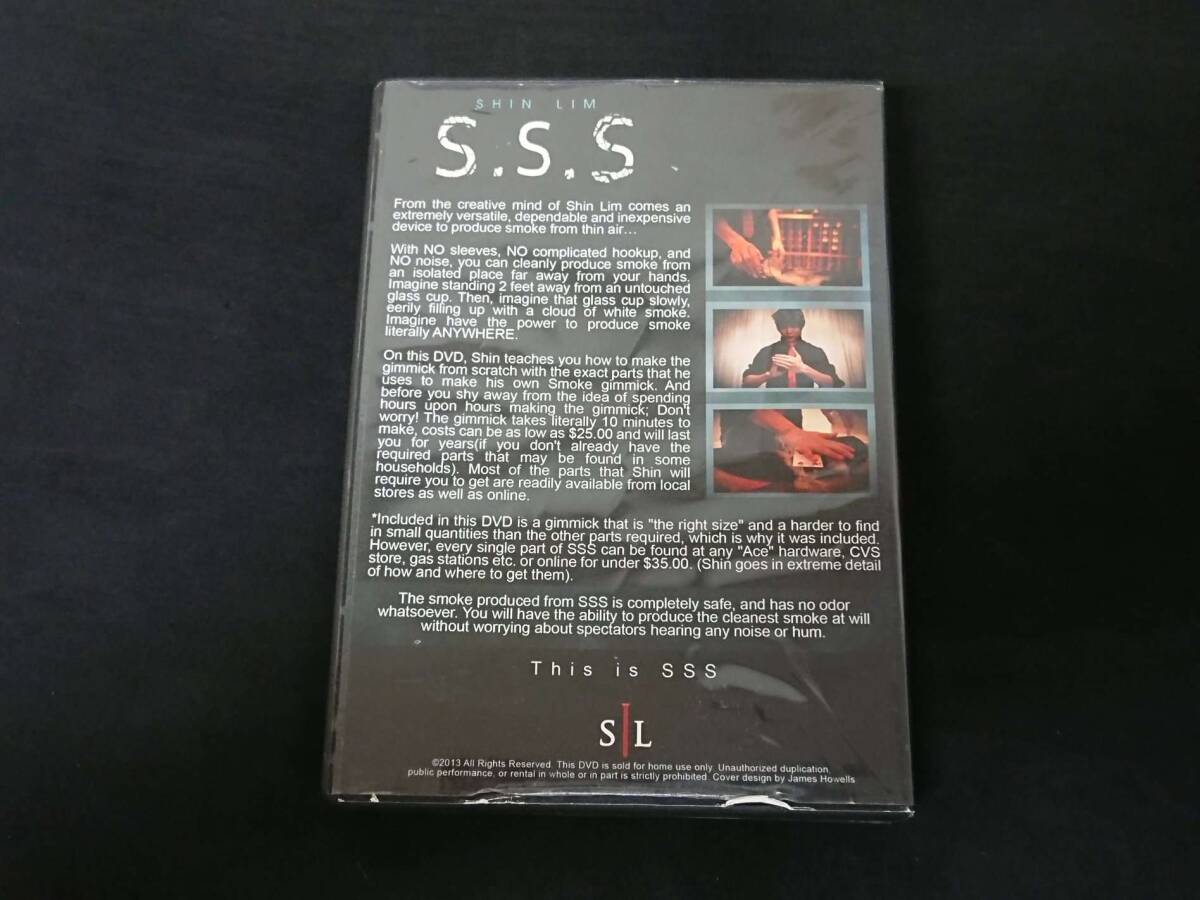 SHIN LIM
S.S.S
From the creative mind of Shin Lim comes an
extremely versatile, dependable and inexpensive
device to produce smoke from thin air...
With NO sleeves, NO complicated hookup, and
NO noise, you can cleanly produce smoke from
an isolated place far away from your hands.
Imagine standing 2 feet away from an untouched
glass cup. Then, imagine that glass cup slowly,
eerily filling up with a cloud of white smoke.
Imagine have the power to produce smoke
literally ANYWHERE.
On this DVD, Shin teaches you how to make the
gimmick from scratch with the exact parts that he
uses to make his own Smoke gimmick. And
before you shy away from the idea of spending
hours upon hours making the gimmick; Don't
worry! The gimmick takes literally 10 minutes to
make, costs can be as low as $25.00 and will last
you for years(if you don't already have the
required parts that may be found in some
households). Most of the parts that Shin will
require you to get are readily available from local
stores as well as online.
*Included in this DVD is a gimmick that is "the right size" and a harder to find
in small quantities than the other parts required, which is why it was included.
However, every single part of SSS can be found at any "Ace" hardware, CVS
store, gas stations etc. or online for under $35.00. (Shin goes in extreme detail
of how and where to get them).
The smoke produced from SSS is completely safe, and has no odor
whatsoever. You will have the ability to produce the cleanest smoke at will
without worrying about spectators hearing any noise or hum.
This is SSS
S L
©2013 All Rights Reserved. This DVD is sold for home use only. Unauthorized duplication,
public performance, or rental in whole or in part is strictly prohibited. Cover design by James Howells